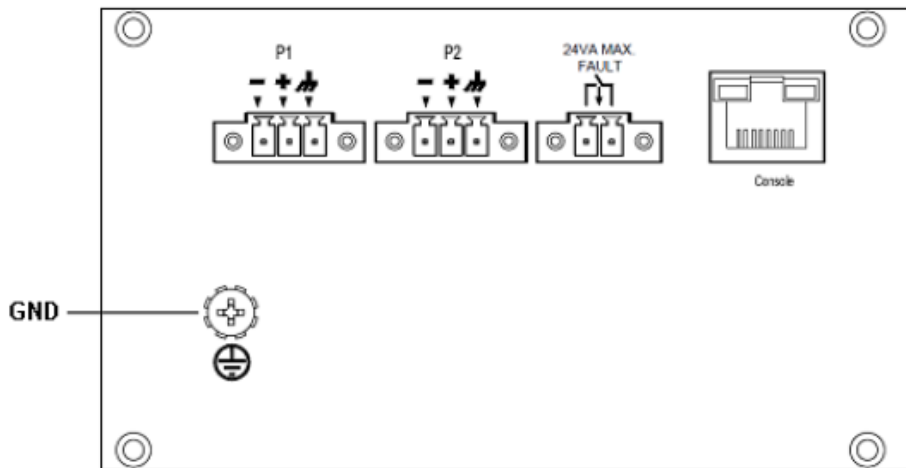 P1
P2
24VA MAX.
FAULT
- +
- +
Console
GND